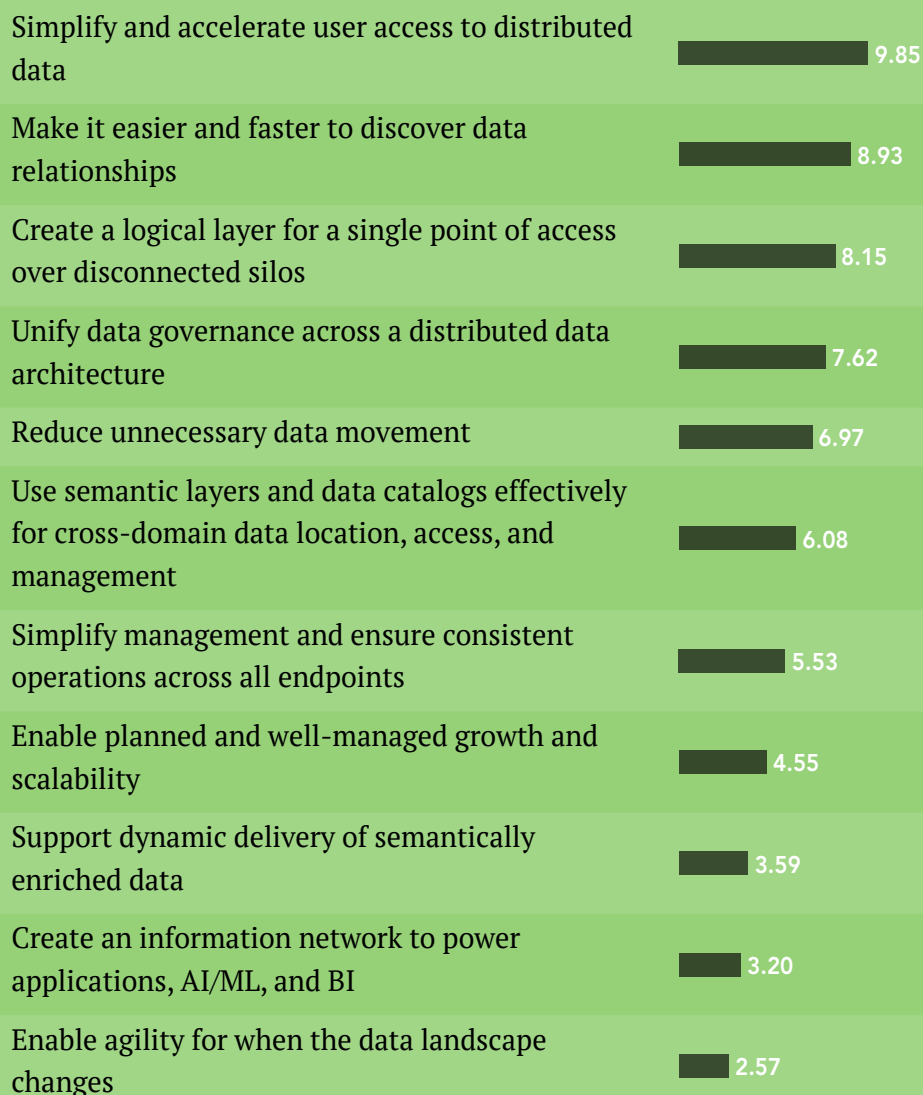 Simplify and accelerate user access to distributed
data
9.85
Make it easier and faster to discover data
relationships
8.93
Create a logical layer for a single point of access
over disconnected silos
8.15
Unify data governance across a distributed data
architecture
7.62
Reduce unnecessary data movement
6.97
Use semantic layers and data catalogs effectively
for cross-domain data location, access, and
management
6.08
Simplify management and ensure consistent
operations across all endpoints
5.53
Enable planned and well-managed growth and
scalability
4.55
Support dynamic delivery of semantically
enriched data
3.59
Create an information network to power
applications, AI/ML, and BI
3.20
Enable agility for when the data landscape
changes
2.57